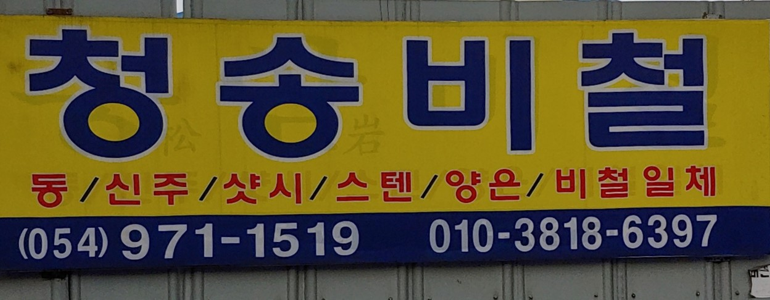 청송비철
동/신주/샷시/스텐/양은/비철일체
(054) 971-1519 010-3818-6397